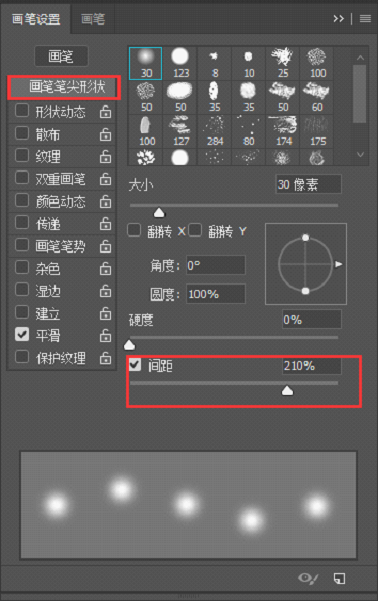 画笔设置 画笔
画笔
画笔笔尖形状
形状动态
散布
纹理
双重画笔
颜色动态
传递
画笔笔势
杂色
湿边
建立
平滑
保护纹理
30 123 8 10 25 100
50 50 35 35 50 60
100 127 284 80 174 175
大小 30 像素
翻转 X 翻转 Y
角度: 0°
圆度: 100%
硬度 0%
间距 210%